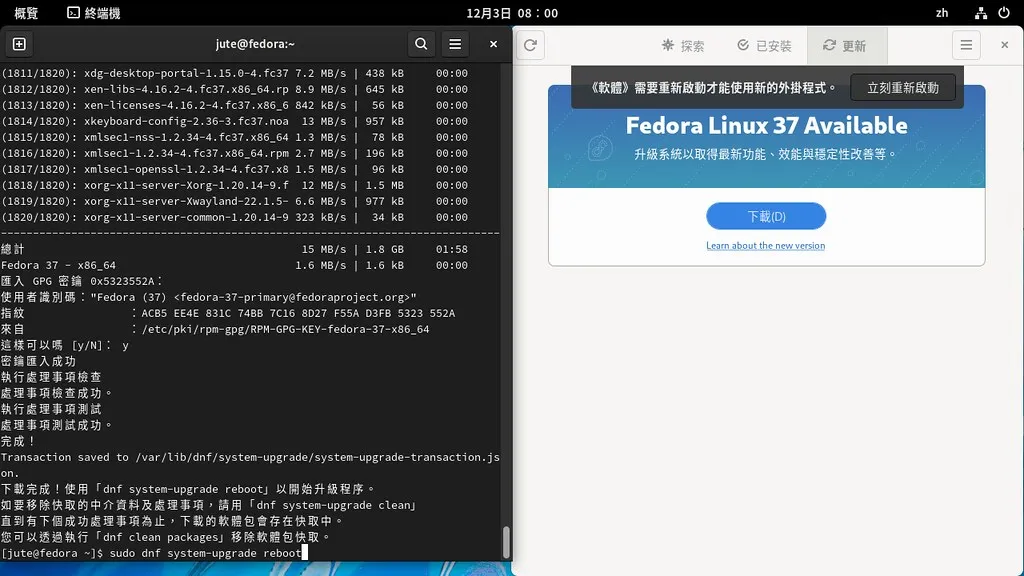 概覽
終端機
12月3日 08：00
zh
jute@fedora:~
(1811/1820): xdg-desktop-portal-1.15.0-4.fc37 7.2 MB/s | 438 kB 00:00
(1812/1820): xen-libs-4.16.2-4.fc37.x86_64.rp 8.9 MB/s | 645 kB 00:00
(1813/1820): xen-licenses-4.16.2-4.fc37.x86_6 842 kB/s | 56 kB 00:00
(1814/1820): xkeyboard-config-2.36-3.fc37.noa 13 MB/s | 957 kB 00:00
(1815/1820): xmlsec1-nss-1.2.34-4.fc37.x86_64 1.3 MB/s | 78 kB 00:00
(1816/1820): xmlsec1-1.2.34-4.fc37.x86_64.rpm 2.7 MB/s | 196 kB 00:00
(1817/1820): xmlsec1-openssl-1.2.34-4.fc37.x8 1.5 MB/s | 96 kB 00:00
(1818/1820): xorg-x11-server-Xorg-1.20.14-9.f 12 MB/s | 1.5 MB 00:00
(1819/1820): xorg-x11-server-Xwayland-22.1.5- 6.6 MB/s | 977 kB 00:00
(1820/1820): xorg-x11-server-common-1.20.14-9 323 kB/s | 34 kB 00:00
--------------------------------------------------------------------------------
總計 15 MB/s | 1.8 GB 01:58
Fedora 37 - x86_64 1.6 MB/s | 1.6 kB 00:00
匯入 GPG 密鑰 0x5323552A：
使用者識別碼："Fedora (37) <fedora-37-primary@fedoraproject.org>"
指紋 ：ACB5 EE4E 831C 74BB 7C16 8D27 F55A D3FB 5323 552A
來自 ：/etc/pki/rpm-gpg/RPM-GPG-KEY-fedora-37-x86_64
這樣可以嗎 [y/N]： y
密鑰匯入成功
執行處理事項檢查
處理事項檢查成功。
執行處理事項測試
處理事項測試成功。
完成！
Transaction saved to /var/lib/dnf/system-upgrade/system-upgrade-transaction.js
on.
下載完成！使用「dnf system-upgrade reboot」以開始升級程序。
如要移除快取的中介資料及處理事項，請用「dnf system-upgrade clean」
直到有下個成功處理事項為止，下載的軟體包會存在快取中。
您可以透過執行「dnf clean packages」移除軟體包快取。
[jute@fedora ~]$ sudo dnf system-upgrade reboot
探索
已安裝
更新
《軟體》需要重新啟動才能使用新的外掛程式。
立刻重新啟動
Fedora Linux 37 Available
升級系統以取得最新功能、效能與穩定性改善等。
下載(D)
Learn about the new version